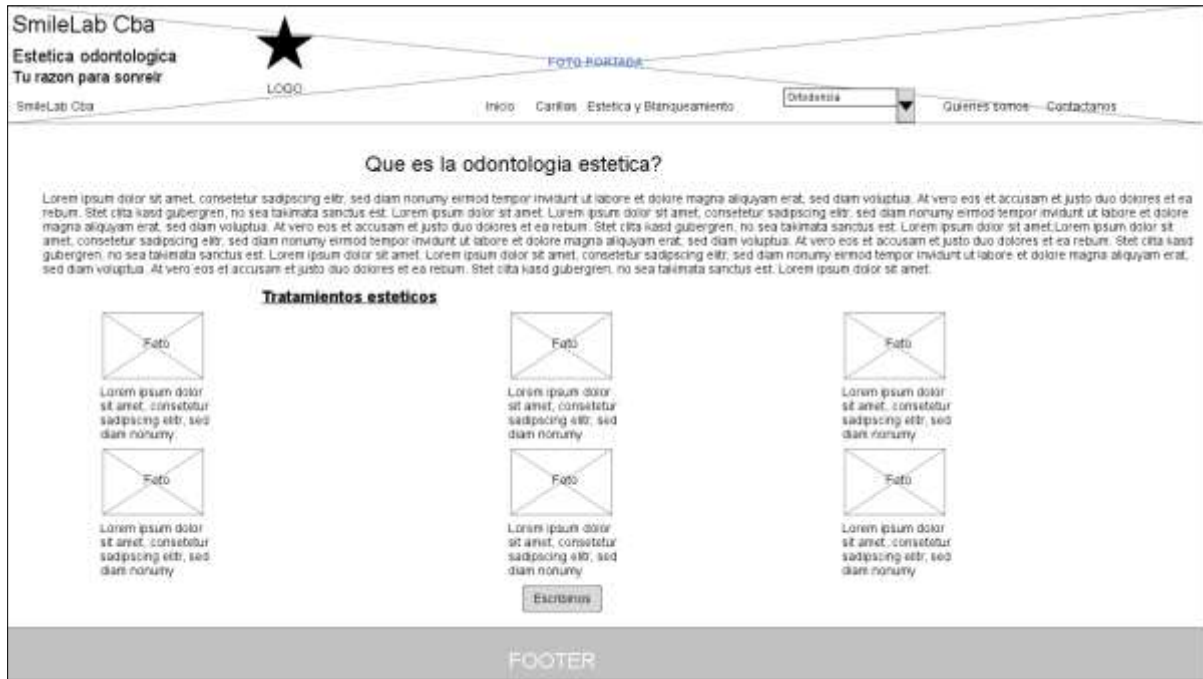 SmileLab Cba
Estetica odontologica
Tu razon para sonreir
LOGO
FOTO PORTADA
SmileLab Cba
Inicio Carillas Estetica y Blanqueamiento Ortodoncia Quienes somos Contactanos
Que es la odontologia estetica?
Lorem ipsum dolor sit amet, consetetur sadipscing elitr, sed diam nonumy eirmod tempor invidunt ut labore et dolore magna aliquyam erat, sed diam voluptua. At vero eos et accusam et justo duo dolores et ea
rebum. Stet clita kasd gubergren, no sea takimata sanctus est. Lorem ipsum dolor sit amet. Lorem ipsum dolor sit amet, consetetur sadipscing elitr, sed diam nonumy eirmod tempor invidunt ut labore et dolore
magna aliquyam erat, sed diam voluptua. At vero eos et accusam et justo duo dolores et ea rebum. Stet clita kasd gubergren, no sea takimata sanctus est. Lorem ipsum dolor sit amet.Lorem ipsum dolor sit
amet, consetetur sadipscing elitr, sed diam nonumy eirmod tempor invidunt ut labore et dolore magna aliquyam erat, sed diam voluptua. At vero eos et accusam et justo duo dolores et ea rebum. Stet clita kasd
gubergren, no sea takimata sanctus est. Lorem ipsum dolor sit amet. Lorem ipsum dolor sit amet, consetetur sadipscing elitr, sed diam nonumy eirmod tempor invidunt ut labore et dolore magna aliquyam erat,
sed diam voluptua. At vero eos et accusam et justo duo dolores et ea rebum. Stet clita kasd gubergren, no sea takimata sanctus est. Lorem ipsum dolor sit amet.
Tratamientos esteticos
Foto
Lorem ipsum dolor
sit amet, consetetur
sadipscing elitr, sed
diam nonumy
Foto
Lorem ipsum dolor
sit amet, consetetur
sadipscing elitr, sed
diam nonumy
Foto
Lorem ipsum dolor
sit amet, consetetur
sadipscing elitr, sed
diam nonumy
Foto
Lorem ipsum dolor
sit amet, consetetur
sadipscing elitr, sed
diam nonumy
Foto
Lorem ipsum dolor
sit amet, consetetur
sadipscing elitr, sed
diam nonumy
Foto
Lorem ipsum dolor
sit amet, consetetur
sadipscing elitr, sed
diam nonumy
Escribinos
FOOTER